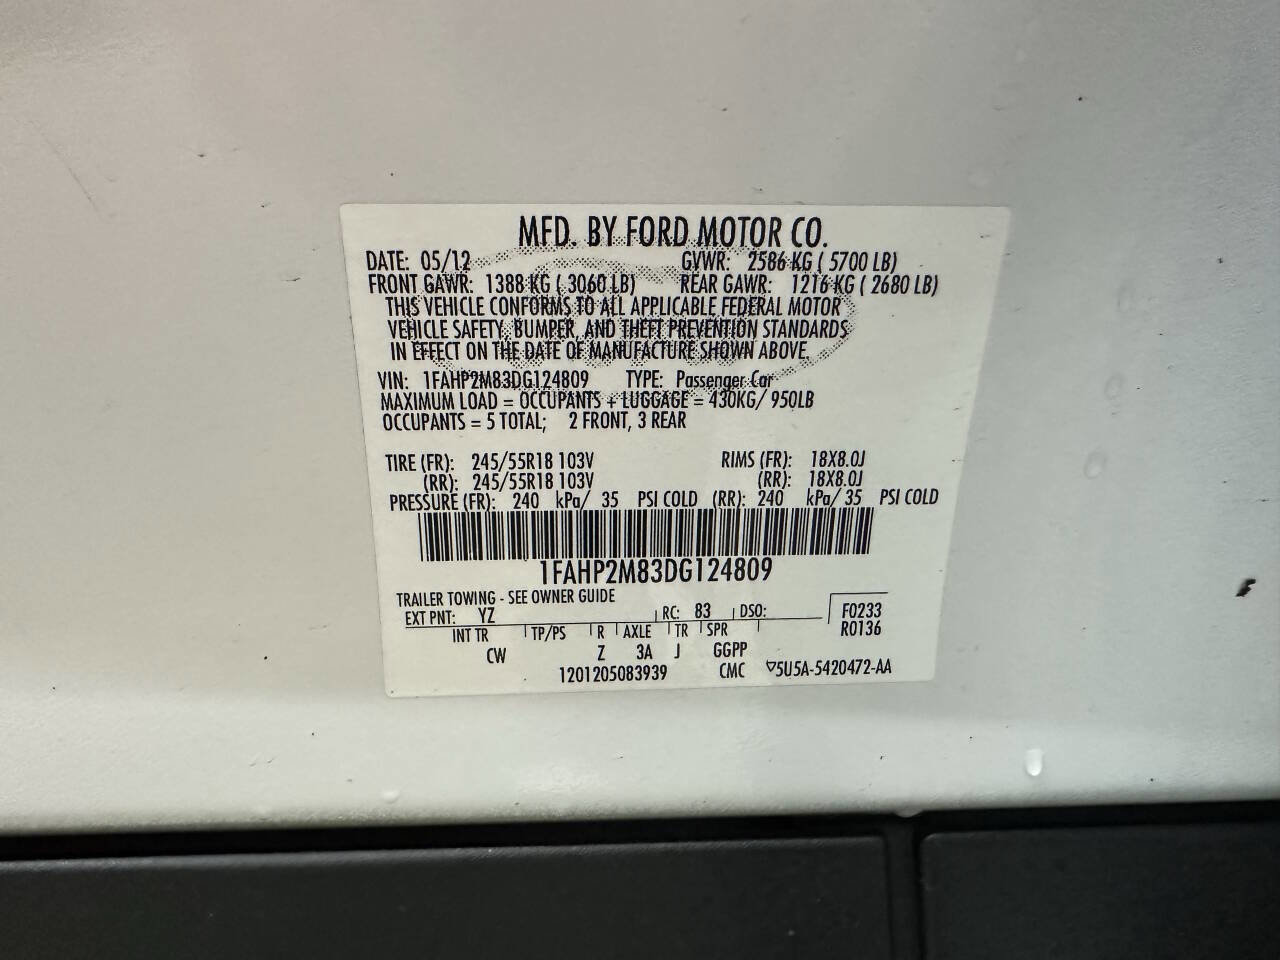 MFD. BY FORD MOTOR CO.
DATE: 05/12 GVWR: 2586 KG ( 5700 LB)
FRONT GAWR: 1388 KG ( 3060 LB) REAR GAWR: 1216 KG ( 2680 LB)
THIS VEHICLE CONFORMS TO ALL APPLICABLE FEDERAL MOTOR
VEHICLE SAFETY, BUMPER, AND THEFT PREVENTION STANDARDS
IN EFFECT ON THE DATE OF MANUFACTURE SHOWN ABOVE.
VIN: 1FAHP2M83DG124809 TYPE: Passenger Car
MAXIMUM LOAD = OCCUPANTS + LUGGAGE = 430KG/ 950LB
OCCUPANTS = 5 TOTAL; 2 FRONT, 3 REAR
TIRE (FR): 245/55R18 103V RIMS (FR): 18X8.0J
(RR): 245/55R18 103V (RR): 18X8.0J
PRESSURE (FR): 240 kPa/ 35 PSI COLD (RR): 240 kPa/ 35 PSI COLD
1FAHP2M83DG124809
TRAILER TOWING - SEE OWNER GUIDE
EXT PNT: YZ RC: 83 DSO: F0233
INT TR TP/PS R AXLE TR SPR R0136
CW Z 3A J GGPP
1201205083939 CMC ▽5U5A-5420472-AA